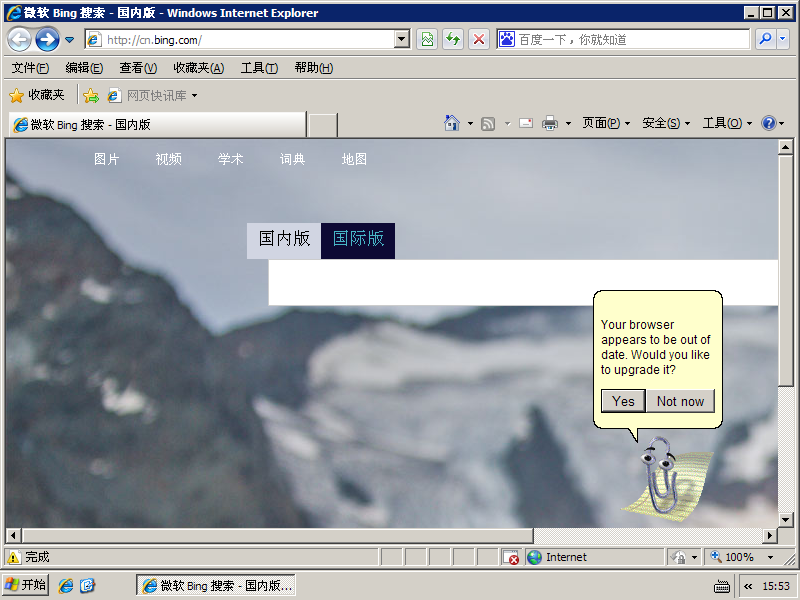 微软 Bing 搜索 - 国内版 - Windows Internet Explorer
http://cn.bing.com/
百度一下，你就知道
文件(F) 编辑(E) 查看(V) 收藏夹(A) 工具(T) 帮助(H)
收藏夹 网页快讯库
微软 Bing 搜索 - 国内版
页面(P) 安全(S) 工具(O)
图片 视频 学术 词典 地图
国内版 国际版
Your browser
appears to be out of
date. Would you like
to upgrade it?
Yes Not now
完成 Internet 100%
开始 微软 Bing 搜索 - 国内版... « 15:53